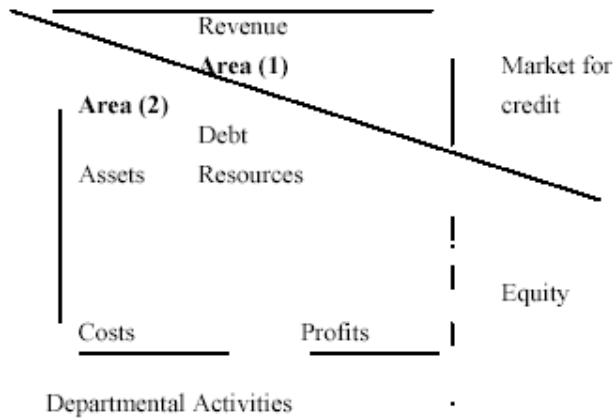 Revenue
Area (1)
Market for
credit
Area (2)
Debt
Assets Resources
Equity
Costs Profits
Departmental Activities